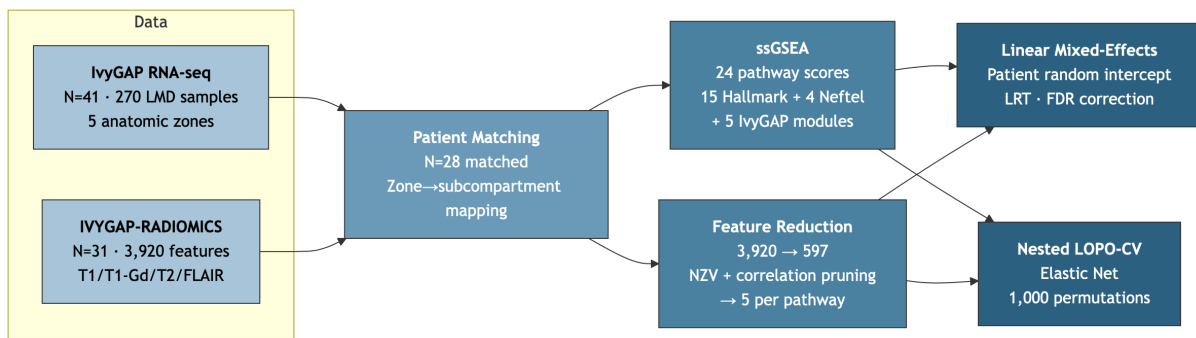 Data
IvyGAP RNA-seq
N=41 · 270 LMD samples
5 anatomic zones
IVYGAP-RADIOMICS
N=31 · 3,920 features
T1/T1-Gd/T2/FLAIR
Patient Matching
N=28 matched
Zone→subcompartment
mapping
ssGSEA
24 pathway scores
15 Hallmark + 4 Neftel
+ 5 IvyGAP modules
Feature Reduction
3,920 → 597
NZV + correlation pruning
→ 5 per pathway
Linear Mixed-Effects
Patient random intercept
LRT · FDR correction
Nested LOPO-CV
Elastic Net
1,000 permutations